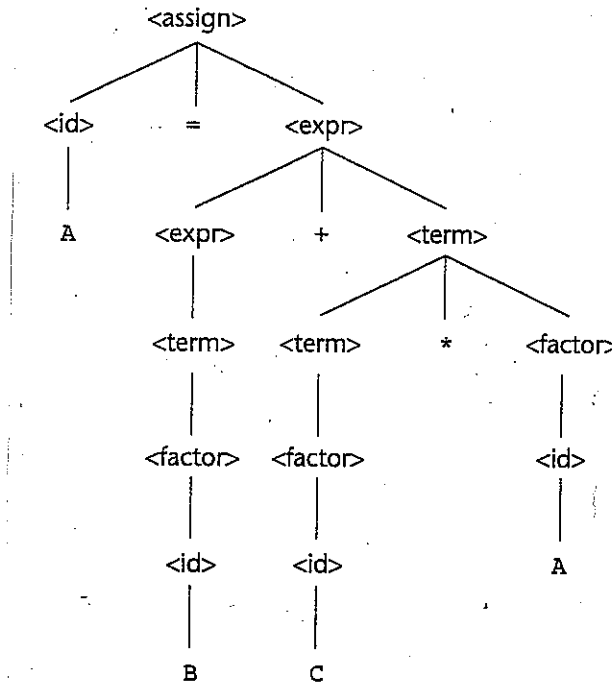 <assign>
<id> = <expr>
A <expr> + <term>
<term> <term> * <factor>
<factor> <factor> <id>
<id> <id> A
B C